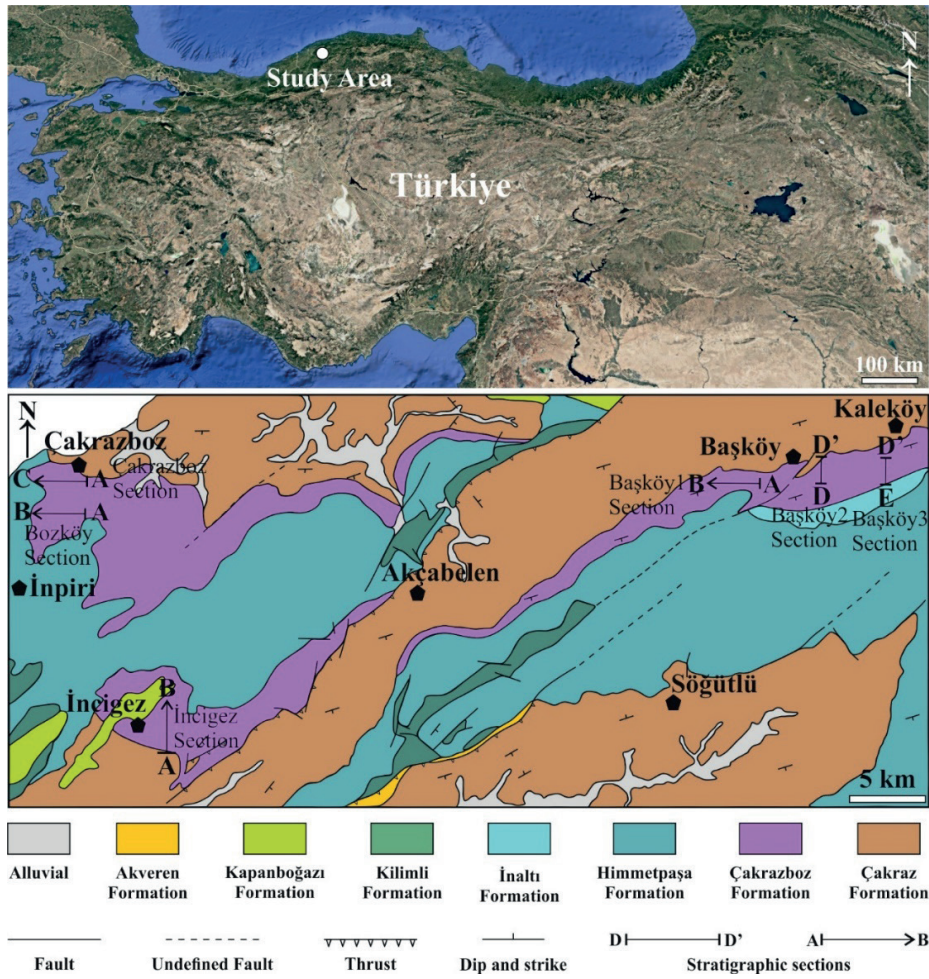 N
Study Area
Türkiye
100 km
N
Kaleköy
Cakrazboz
Başköy
D'
D'
C
A
Cakrazboz
Section
Başköy1
B
A
Section
B
A
D
E
Bozköy
Section
Başköy2
Section
Başköy3
Section
İnpiri
Akçabelen
B
Söğütlü
İncigez
İncigez
Section
A
5 km
Alluvial
Akveren
Formation
Kapanboğazı
Formation
Kilimli
Formation
İnaltı
Formation
Himmetpaşa
Formation
Çakrazboz
Formation
Çakraz
Formation
D
D'
A
B
Fault
Undefined Fault
Thrust
Dip and strike
Stratigraphic sections